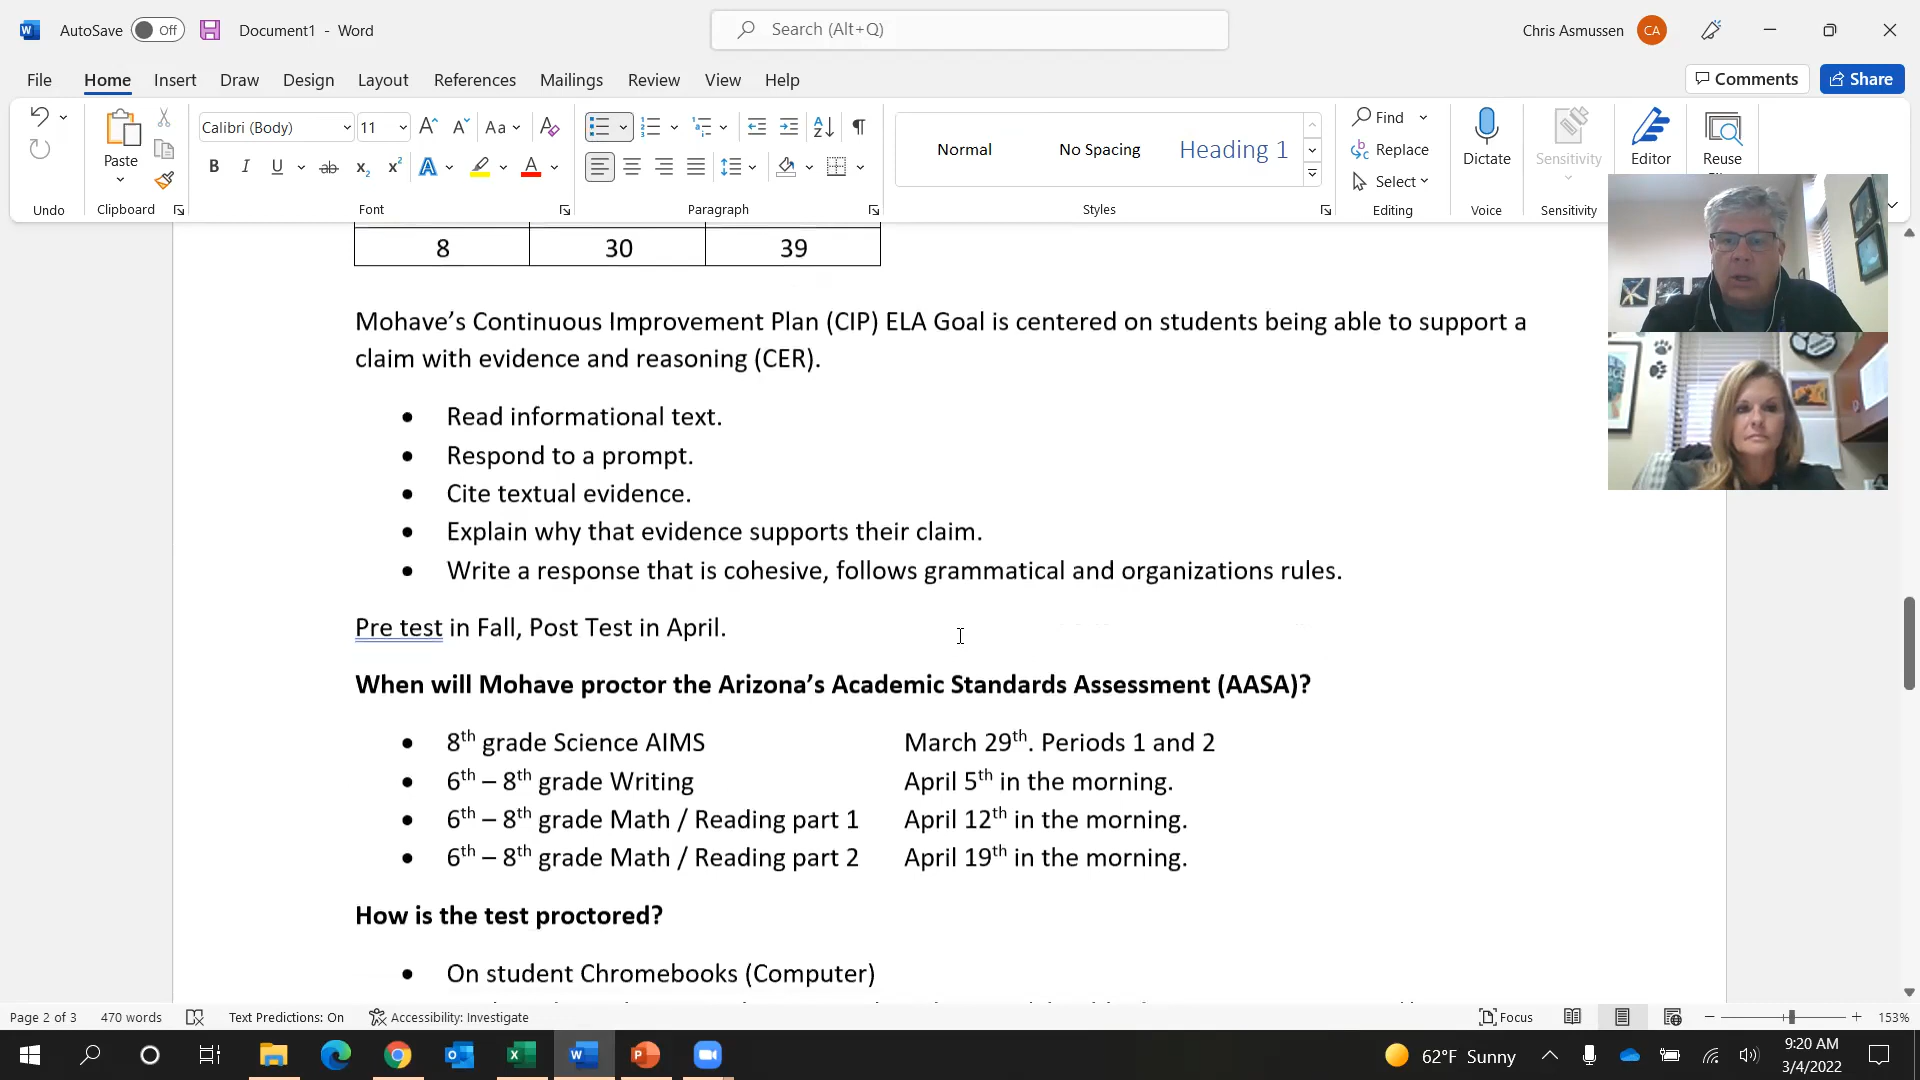 AutoSave Off Document1 - Word Search (Alt+Q) Chris Asmussen CA
File Home Insert Draw Design Layout References Mailings Review View Help Comments Share
Calibri (Body) 11 Aa Find
Paste B I U ab x₂ x² A A Normal No Spacing Heading 1 Replace Dictate Sensitivity Editor Reuse
Select
Undo Clipboard Font Paragraph Styles Editing Voice Sensitivity
8 30 39
Mohave’s Continuous Improvement Plan (CIP) ELA Goal is centered on students being able to support a
claim with evidence and reasoning (CER).
• Read informational text.
• Respond to a prompt.
• Cite textual evidence.
• Explain why that evidence supports their claim.
• Write a response that is cohesive, follows grammatical and organizations rules.
Pre test in Fall, Post Test in April.
When will Mohave proctor the Arizona’s Academic Standards Assessment (AASA)?
• 8th grade Science AIMS March 29th. Periods 1 and 2
• 6th – 8th grade Writing April 5th in the morning.
• 6th – 8th grade Math / Reading part 1 April 12th in the morning.
• 6th – 8th grade Math / Reading part 2 April 19th in the morning.
How is the test proctored?
• On student Chromebooks (Computer)
Page 2 of 3 470 words Text Predictions: On Accessibility: Investigate Focus 153%
62°F Sunny 9:20 AM
3/4/2022